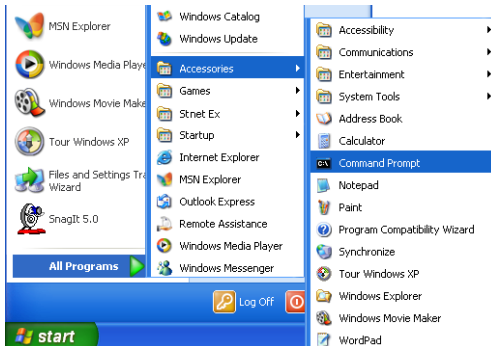 MSN Explorer
Windows Media Playe
Windows Movie Make
Tour Windows XP
Files and Settings Tra
Wizard
SnagIt 5.0
All Programs
Windows Catalog
Windows Update
Accessories
Games
Stnet Ex
Startup
Internet Explorer
MSN Explorer
Outlook Express
Remote Assistance
Windows Media Player
Windows Messenger
Accessibility
Communications
Entertainment
System Tools
Address Book
Calculator
Command Prompt
Notepad
Paint
Program Compatibility Wizard
Synchronize
Tour Windows XP
Windows Explorer
Windows Movie Maker
WordPad
Log Off
start